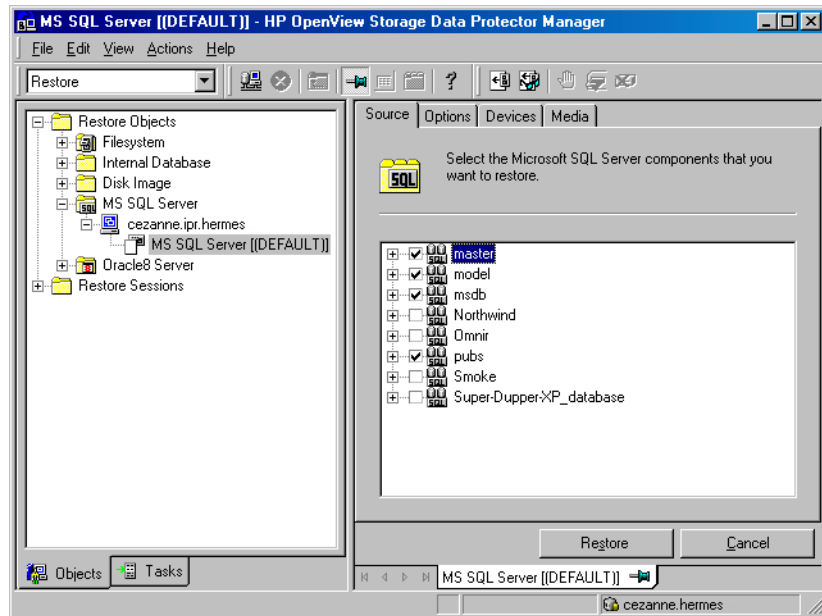 MS SQL Server [(DEFAULT)] - HP OpenView Storage Data Protector Manager
File Edit View Actions Help
Restore
Restore Objects
Filesystem
Internal Database
Disk Image
MS SQL Server
cezanne.ipr.hermes
MS SQL Server [(DEFAULT)]
Oracle8 Server
Restore Sessions
Objects Tasks
Source Options Devices Media
SQL
Select the Microsoft SQL Server components that you
want to restore.
master
model
msdb
Northwind
Omnir
pubs
Smoke
Super-Dupper-XP_database
Restore Cancel
MS SQL Server [(DEFAULT)]
cezanne.hermes